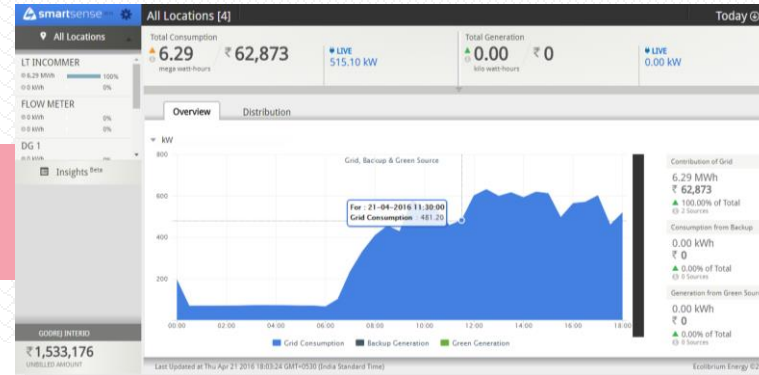 smartsense
All Locations [4]
Today
All Locations
LT INCOMMER
6.29 MWh 100%
0 kWh 0%
FLOW METER
0 kWh 0%
0 kWh 0%
DG 1
Insights Beta
GODREJ INTERIO
₹ 1,533,176
UNBILLED AMOUNT
Total Consumption
6.29
mega watt-hours
₹ 62,873
LIVE
515.10 kW
Total Generation
0.00
kilo watt-hours
₹ 0
LIVE
0.00 kW
Overview
Distribution
kW
Grid, Backup & Green Source
800
600
400
200
For : 21-04-2016 11:30:00
Grid Consumption : 481.20
00:00 02:00 04:00 06:00 08:00 10:00 12:00 14:00 16:00 18:00
Grid Consumption Backup Generation Green Generation
Contribution of Grid
6.29 MWh
₹ 62,873
100.00% of Total
2 Sources
Consumption from Backup
0.00 kWh
₹ 0
0.00% of Total
8 Sources
Generation from Green Sour
0.00 kWh
₹ 0
0.00% of Total
0 Sources
Last Updated at Thu Apr 21 2016 18:03:24 GMT+0530 (India Standard Time)
Ecolibrium Energy ©2